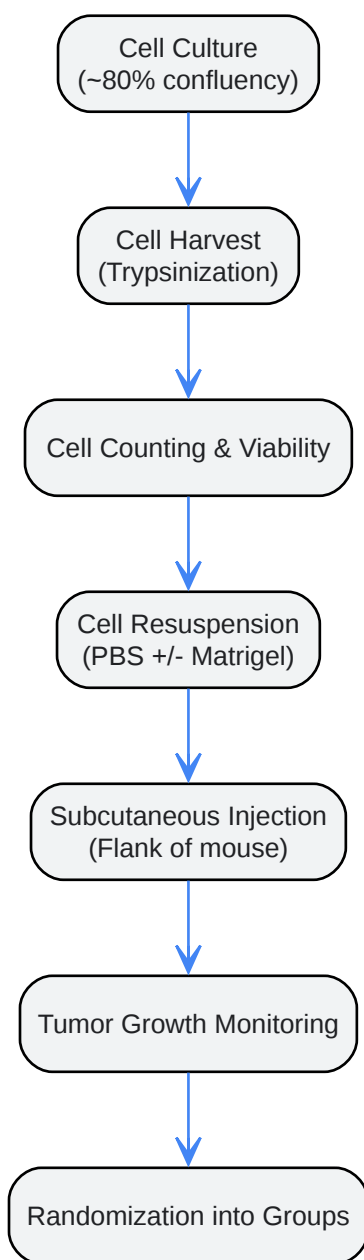 Cell Culture
(~80% confluency)
Cell Harvest
(Trypsinization)
Cell Counting & Viability
Cell Resuspension
(PBS +/- Matrigel)
Subcutaneous Injection
(Flank of mouse)
Tumor Growth Monitoring
Randomization into Groups